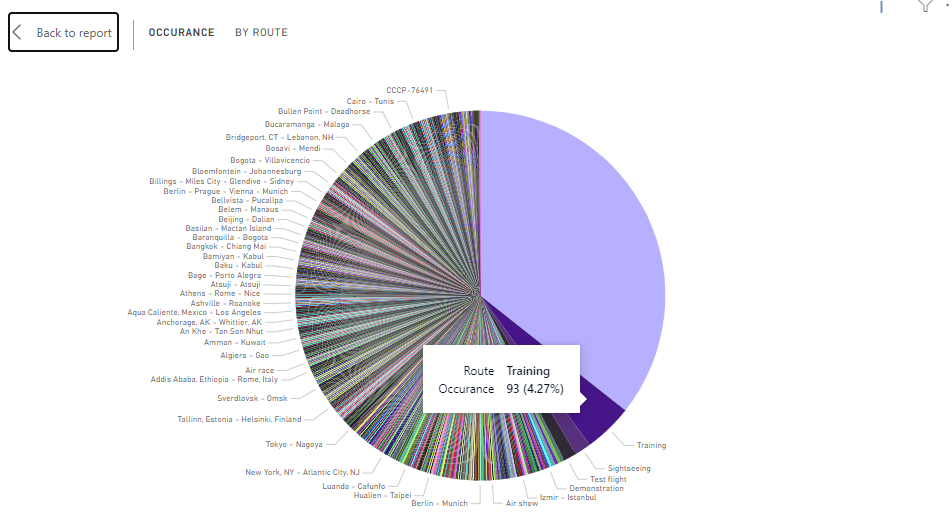 Back to report
OCCURANCE
BY ROUTE
CCCP-76491
Cairo - Tunis
Bullen Point - Deadhorse
Bucaramanga - Malaga
Bridgeport, CT - Lebanon, NH
Bosavi - Mendi
Bogota - Villavicencio
Bloemfontein - Johannesburg
Billings - Miles City - Glendive - Sidney
Berlin - Prague - Vienna - Munich
Bellvista - Pucallpa
Belem - Manaus
Beijing - Dalian
Basilan - Mactan Island
Baranquilla - Bogota
Bangkok - Chiang Mai
Bamiyan - Kabul
Baku - Kabul
Bage - Porto Alegra
Atsuji - Atsuji
Athens - Rome - Nice
Ashville - Roanoke
Aqua Caliente, Mexico - Los Angeles
Anchorage, AK - Whittier, AK
An Khe - Tan Son Nhut
Amman - Kuwait
Algiers - Gao
Air race
Addis Ababa, Ethiopia - Rome, Italy
Sverdlovsk - Omsk
Tallinn, Estonia - Helsinki, Finland
Tokyo - Nagoya
New York, NY - Atlantic City, NJ
Luanda - Cafunfo
Hualien - Taipei
Berlin - Munich
Air show
Izmir - Istanbul
Demonstration
Test flight
Sightseeing
Training
Route Training
Occurance 93 (4.27%)